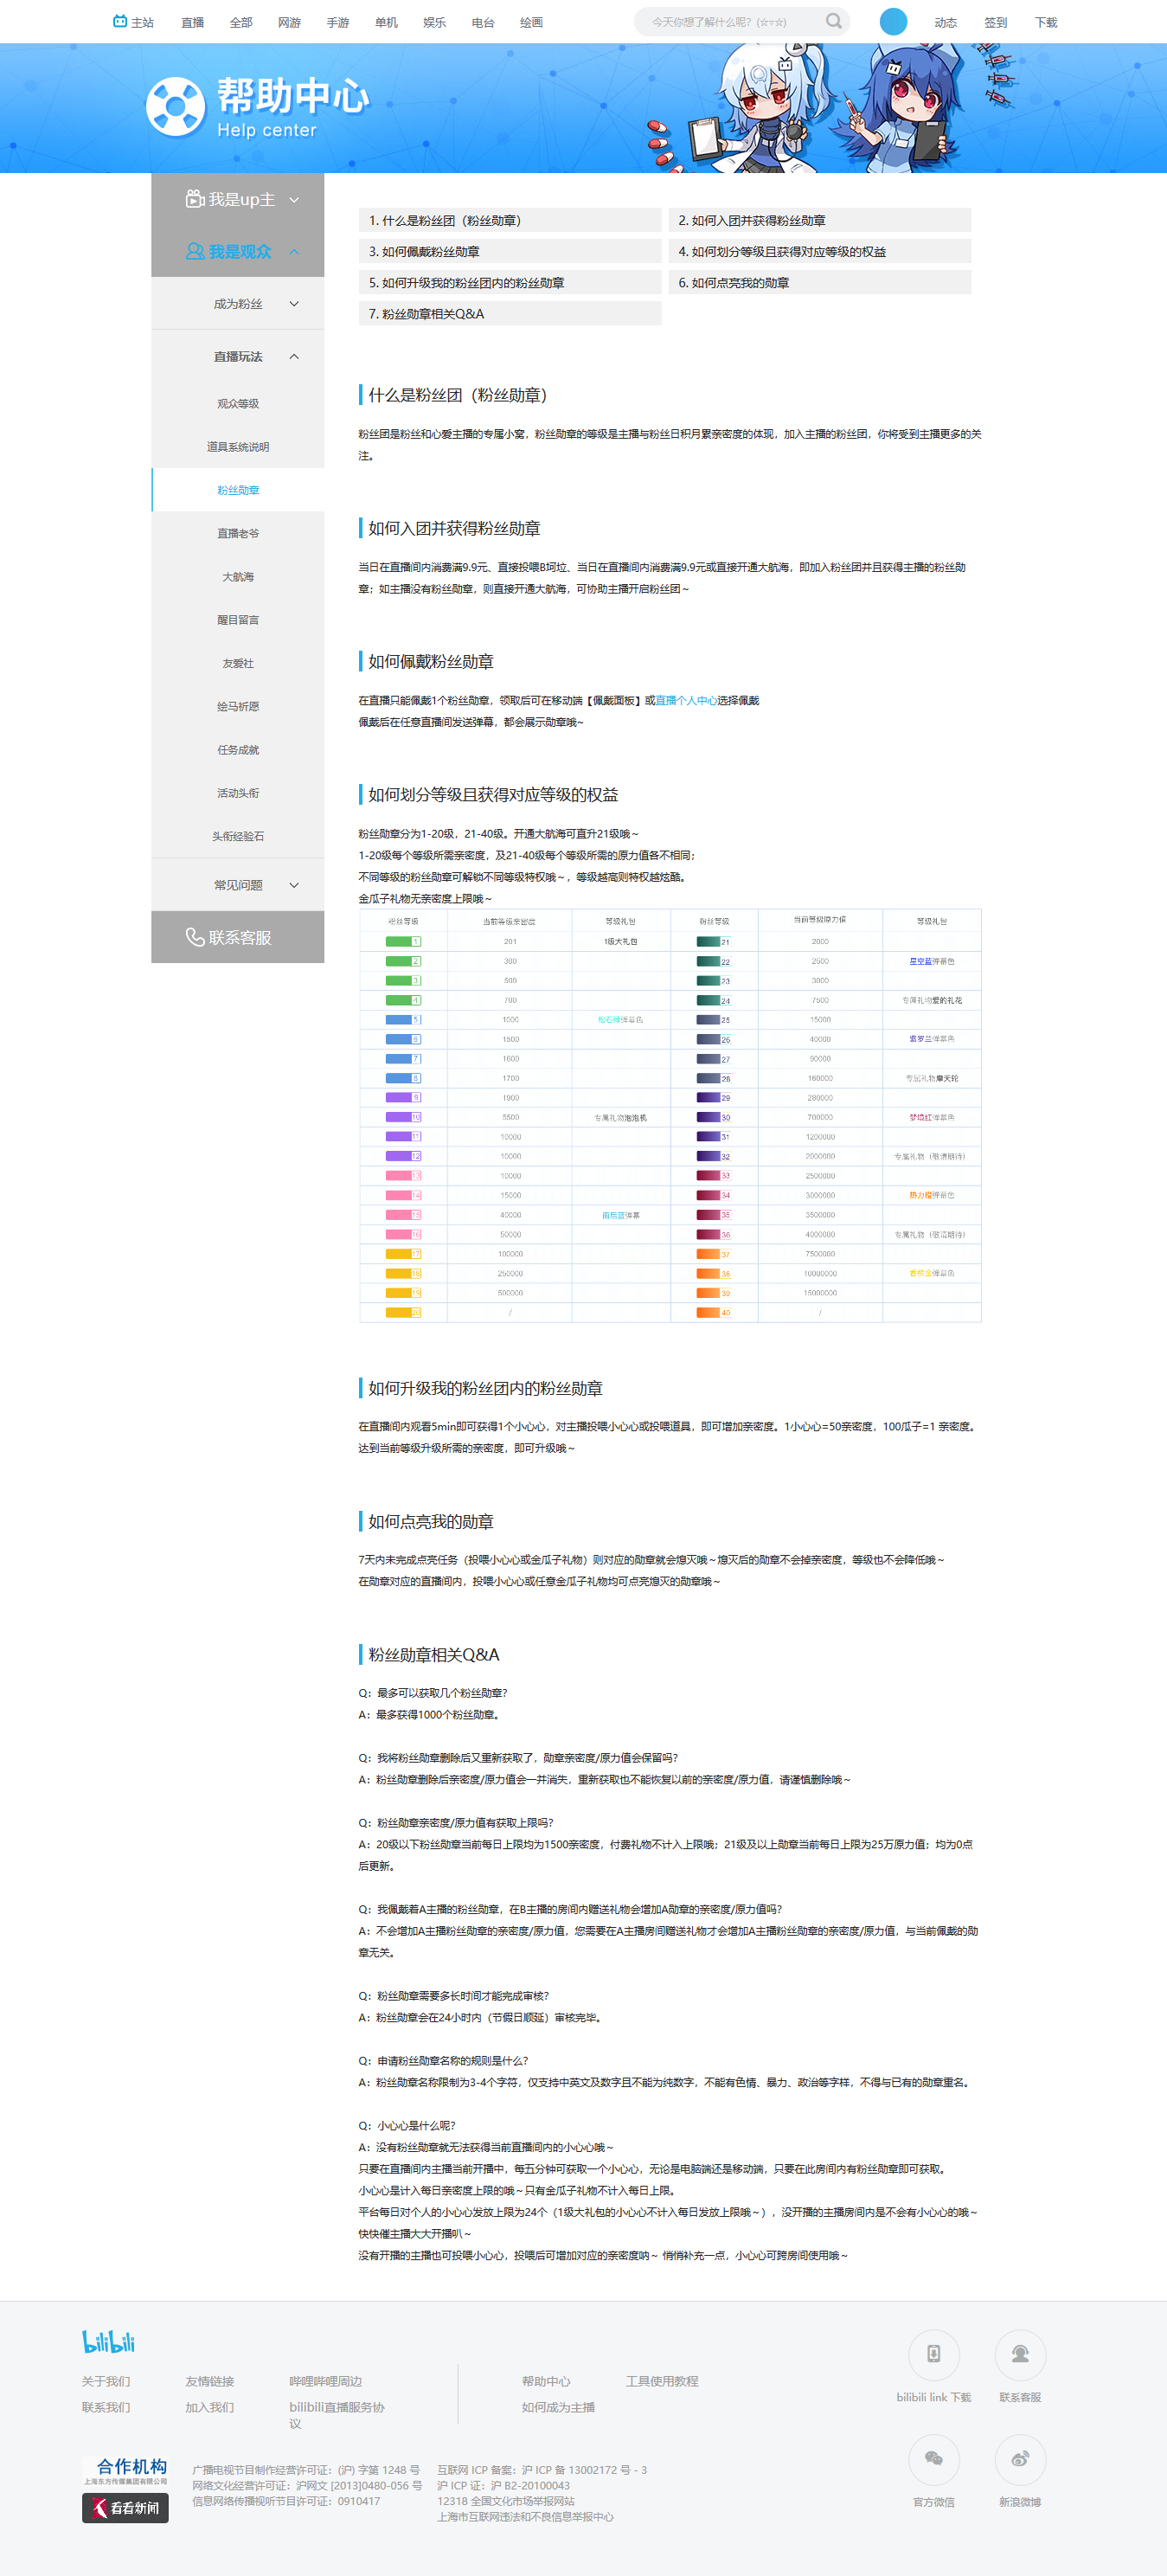 主站 直播 全部 网游 手游 单机 娱乐 电台 绘画 今天你想了解什么呢？(☆▿☆) 动态 签到 下载
帮助中心
Help center
我是up主
我是观众
成为粉丝
直播玩法
观众等级
道具系统说明
粉丝勋章
直播老爷
大航海
醒目留言
友爱社
绘马祈愿
任务成就
活动头衔
头衔经验石
常见问题
联系客服
1. 什么是粉丝团（粉丝勋章） 2. 如何入团并获得粉丝勋章
3. 如何佩戴粉丝勋章 4. 如何划分等级且获得对应等级的权益
5. 如何升级我的粉丝团内的粉丝勋章 6. 如何点亮我的勋章
7. 粉丝勋章相关Q&A
什么是粉丝团（粉丝勋章）
粉丝团是粉丝和心爱主播的专属小窝，粉丝勋章的等级是主播与粉丝日积月累亲密度的体现，加入主播的粉丝团，你将受到主播更多的关
注。
如何入团并获得粉丝勋章
当日在直播间内消费满9.9元、直接投喂B坷垃、当日在直播间内消费满9.9元或直接开通大航海，即加入粉丝团并且获得主播的粉丝勋
章；如主播没有粉丝勋章，则直接开通大航海，可协助主播开启粉丝团～
如何佩戴粉丝勋章
在直播只能佩戴1个粉丝勋章，领取后可在移动端【佩戴面板】或直播个人中心选择佩戴
佩戴后在任意直播间发送弹幕，都会展示勋章哦~
如何划分等级且获得对应等级的权益
粉丝勋章分为1-20级，21-40级。开通大航海可直升21级哦～
1-20级每个等级所需亲密度，及21-40级每个等级所需的原力值各不相同；
不同等级的粉丝勋章可解锁不同等级特权哦～，等级越高则特权越炫酷。
金瓜子礼物无亲密度上限哦～
粉丝等级 当前等级亲密度 等级礼包 粉丝等级 当前等级原力值 等级礼包
1 201 1级大礼包 21 2000
2 300 22 2500 星空蓝弹幕色
3 500 23 3000
4 700 24 7500 专属礼物爱的礼花
5 1000 松石绿弹幕色 25 15000
6 1500 26 40000 紫罗兰弹幕色
7 1600 27 90000
8 1700 28 160000 专属礼物摩天轮
9 1900 29 280000
10 5500 专属礼物泡泡机 30 700000 梦境红弹幕色
11 10000 31 1200000
12 10000 32 2000000 专属礼物（敬请期待）
13 10000 33 2500000
14 15000 34 3000000 热力橙弹幕色
15 40000 雨后蓝弹幕 35 3500000
16 50000 36 4000000 专属礼物（敬请期待）
17 100000 37 7500000
18 250000 38 10000000 香槟金弹幕色
19 500000 39 15000000
20 / 40 /
如何升级我的粉丝团内的粉丝勋章
在直播间内观看5min即可获得1个小心心，对主播投喂小心心或投喂道具，即可增加亲密度。1小心心=50亲密度，100瓜子=1 亲密度。
达到当前等级升级所需的亲密度，即可升级哦～
如何点亮我的勋章
7天内未完成点亮任务（投喂小心心或金瓜子礼物）则对应的勋章就会熄灭哦～熄灭后的勋章不会掉亲密度，等级也不会降低哦～
在勋章对应的直播间内，投喂小心心或任意金瓜子礼物均可点亮熄灭的勋章哦～
粉丝勋章相关Q&A
Q：最多可以获取几个粉丝勋章？
A：最多获得1000个粉丝勋章。
Q：我将粉丝勋章删除后又重新获取了，勋章亲密度/原力值会保留吗？
A：粉丝勋章删除后亲密度/原力值会一并消失，重新获取也不能恢复以前的亲密度/原力值，请谨慎删除哦～
Q：粉丝勋章亲密度/原力值有获取上限吗？
A：20级以下粉丝勋章当前每日上限均为1500亲密度，付费礼物不计入上限哦；21级及以上勋章当前每日上限为25万原力值；均为0点
后更新。
Q：我佩戴着A主播的粉丝勋章，在B主播的房间内赠送礼物会增加A勋章的亲密度/原力值吗？
A：不会增加A主播粉丝勋章的亲密度/原力值，您需要在A主播房间赠送礼物才会增加A主播粉丝勋章的亲密度/原力值，与当前佩戴的勋
章无关。
Q：粉丝勋章需要多长时间才能完成审核？
A：粉丝勋章会在24小时内（节假日顺延）审核完毕。
Q：申请粉丝勋章名称的规则是什么？
A：粉丝勋章名称限制为3-4个字符，仅支持中英文及数字且不能为纯数字，不能有色情、暴力、政治等字样，不得与已有的勋章重名。
Q：小心心是什么呢？
A：没有粉丝勋章就无法获得当前直播间内的小心心哦～
只要在直播间内主播当前开播中，每五分钟可获取一个小心心，无论是电脑端还是移动端，只要在此房间内有粉丝勋章即可获取。
小心心是计入每日亲密度上限的哦～只有金瓜子礼物不计入每日上限。
平台每日对个人的小心心发放上限为24个（1级大礼包的小心心不计入每日发放上限哦～），没开播的主播房间内是不会有小心心的哦～
快快催主播大大开播叭～
没有开播的主播也可投喂小心心，投喂后可增加对应的亲密度呐～ 悄悄补充一点，小心心可跨房间使用哦～
bilibili
关于我们 友情链接 哔哩哔哩周边 帮助中心 工具使用教程
联系我们 加入我们 bilibili直播服务协
议 如何成为主播
bilibili link 下载 联系客服
官方微信 新浪微博
合作机构
上海东方传媒集团有限公司
看看新闻
广播电视节目制作经营许可证：(沪) 字第 1248 号
网络文化经营许可证：沪网文 [2013]0480-056 号
信息网络传播视听节目许可证：0910417
互联网 ICP 备案：沪 ICP 备 13002172 号 - 3
沪 ICP 证：沪 B2-20100043
12318 全国文化市场举报网站
上海市互联网违法和不良信息举报中心